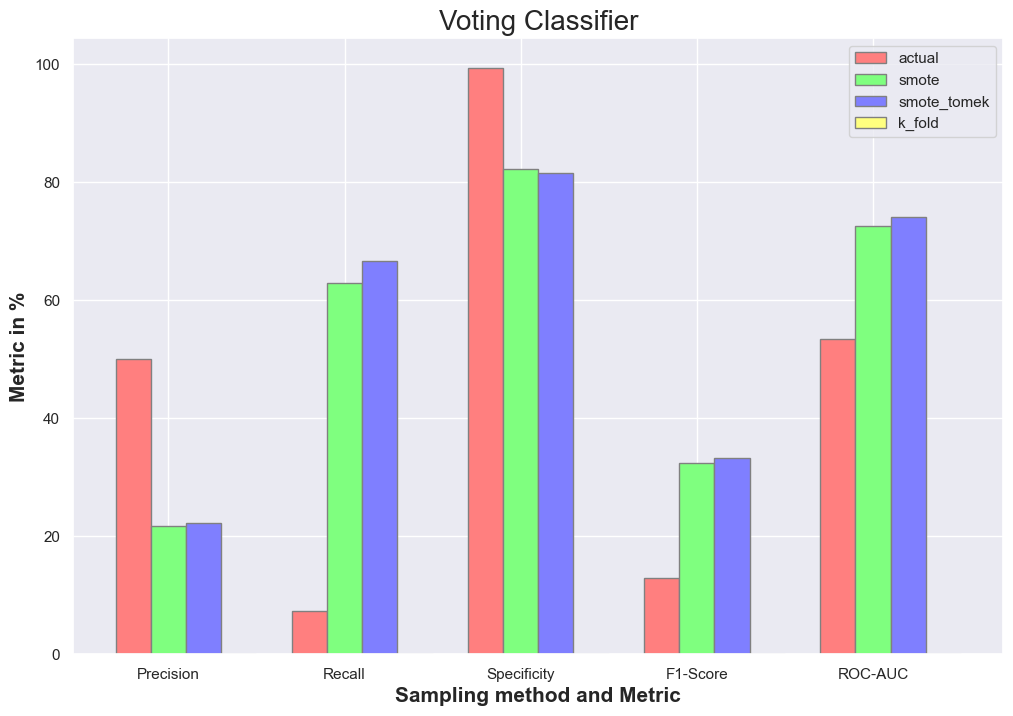 Voting Classifier
actual
smote
smote_tomek
k_fold
Metric in %
100
80
60
40
20
0
Precision Recall Specificity F1-Score ROC-AUC
Sampling method and Metric